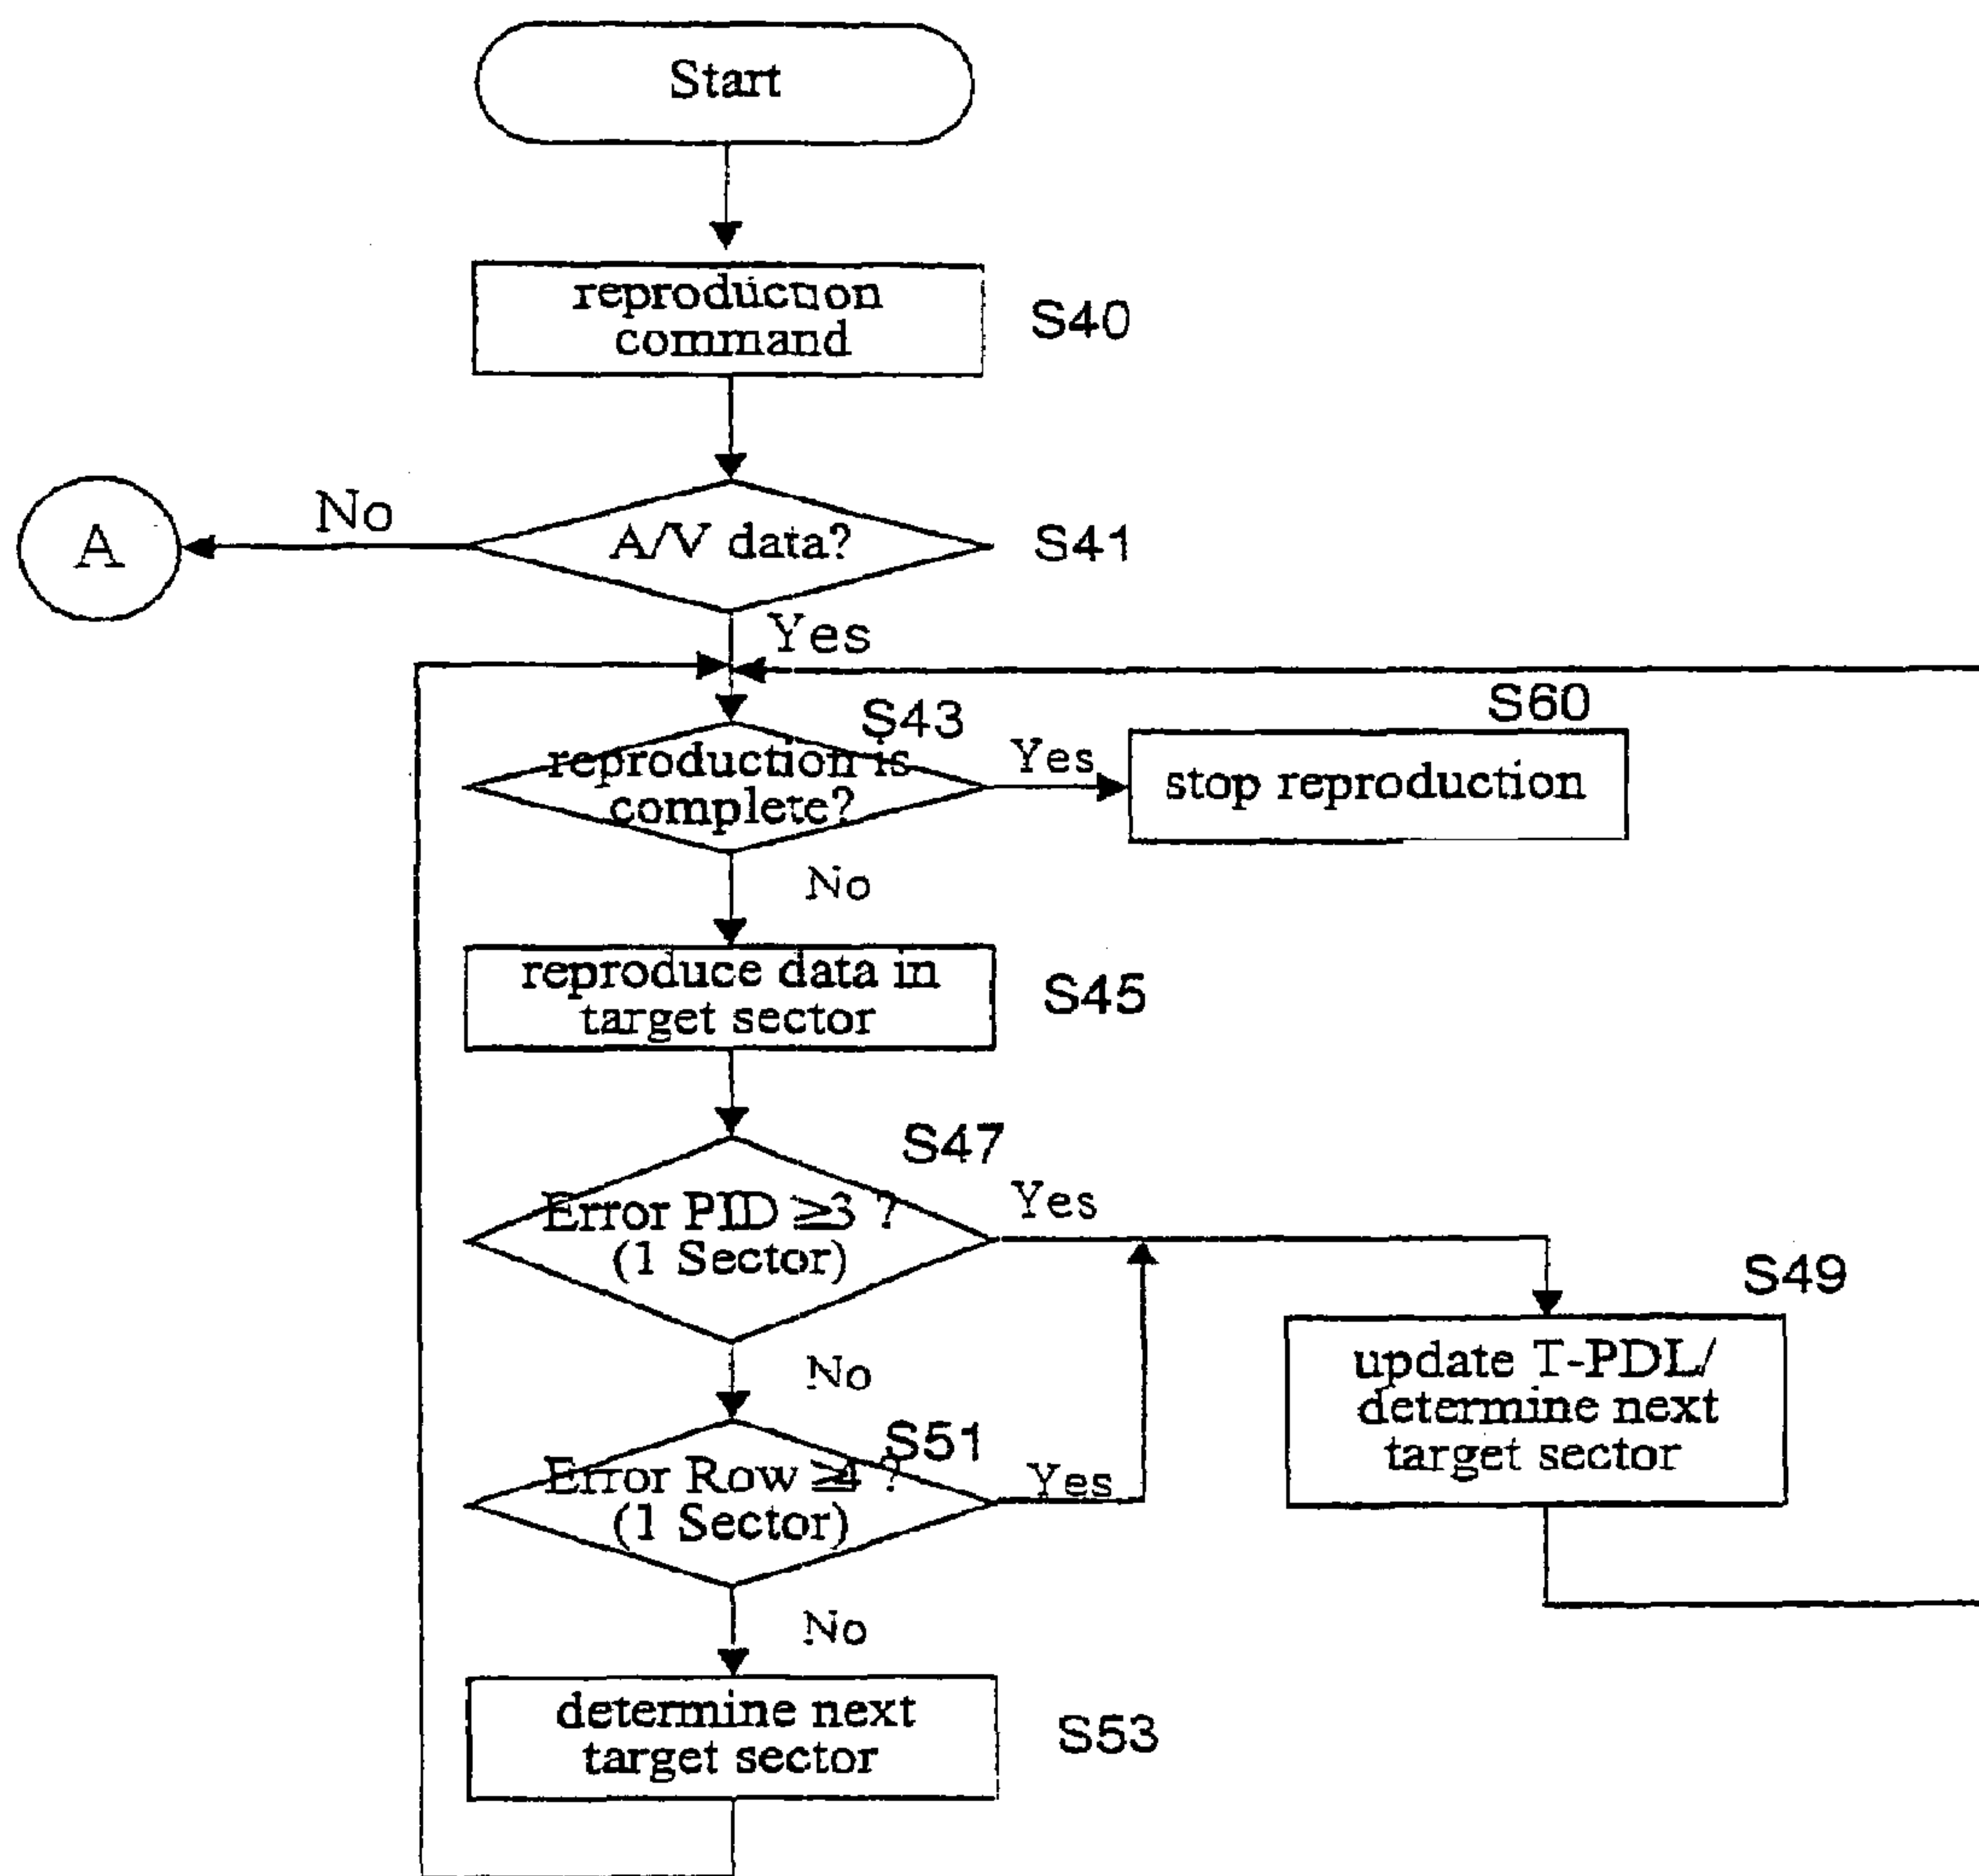 Start
reproduction
command
S40
No
A
A/V data?
S41
Yes
S43
S60
reproduction is
complete?
Yes
stop reproduction
No
reproduce data in
target sector
S45
S47
Error PID ≥3 ?
(1 Sector)
Yes
S49
update T-PDL/
determine next
target sector
No
S51
Error Row ≥4 ?
(1 Sector)
Yes
No
determine next
target sector
S53